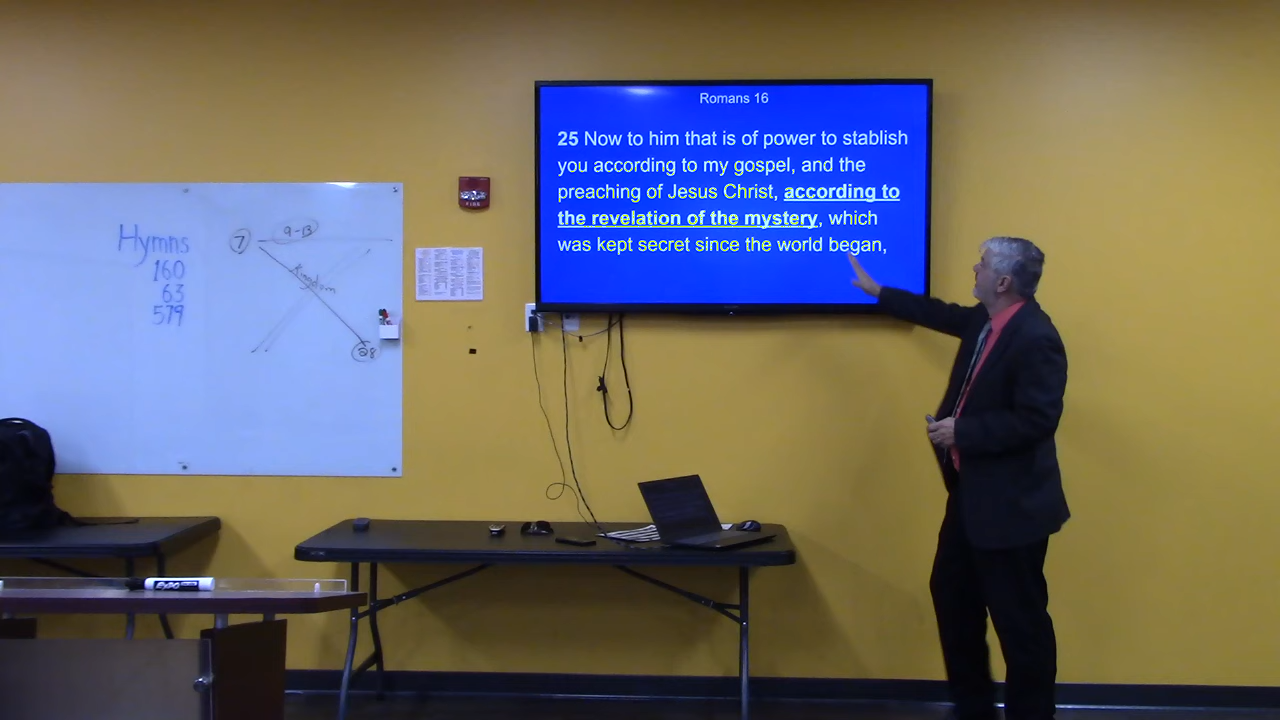 Romans 16
25 Now to him that is of power to stablish
you according to my gospel, and the
preaching of Jesus Christ, according to
the revelation of the mystery, which
was kept secret since the world began,
Hymns
160
63
579
7
9-13
Kingdom
28
FIRE
EXPO